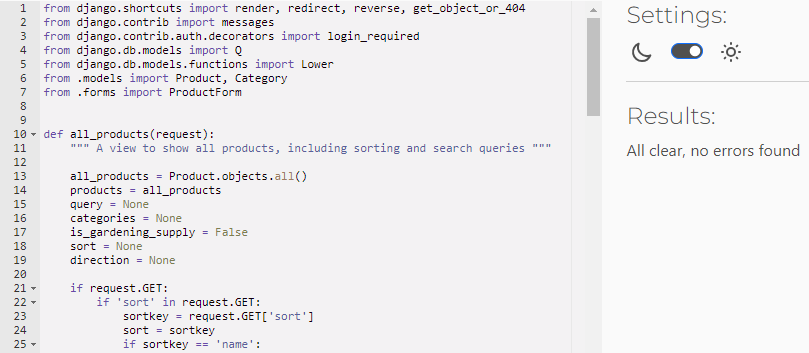 1 from django.shortcuts import render, redirect, reverse, get_object_or_404
2 from django.contrib import messages
3 from django.contrib.auth.decorators import login_required
4 from django.db.models import Q
5 from django.db.models.functions import Lower
6 from .models import Product, Category
7 from .forms import ProductForm
8
9
10 def all_products(request):
11     """ A view to show all products, including sorting and search queries """
12
13     all_products = Product.objects.all()
14     products = all_products
15     query = None
16     categories = None
17     is_gardening_supply = False
18     sort = None
19     direction = None
20
21     if request.GET:
22         if 'sort' in request.GET:
23             sortkey = request.GET['sort']
24             sort = sortkey
25             if sortkey == 'name':
Settings:
Results:
All clear, no errors found